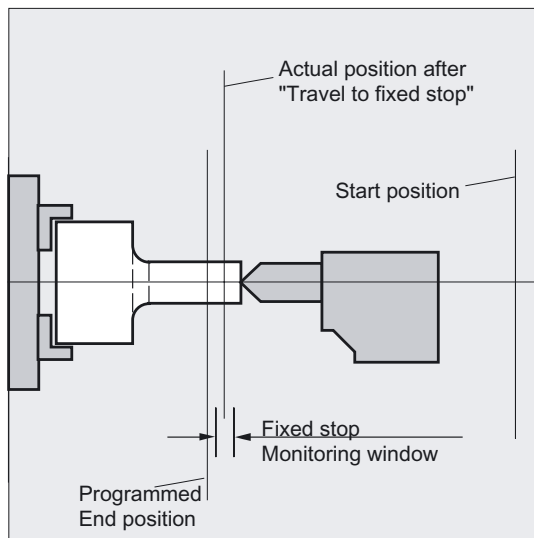 Actual position after
"Travel to fixed stop"
Start position
Fixed stop
Monitoring window
Programmed
End position